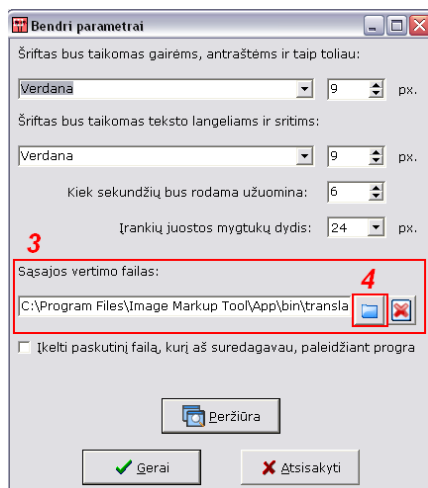 Bendri parametrai
Šriftas bus taikomas gairėms, antraštėms ir taip toliau:
Verdana 9 px.
Šriftas bus taikomas teksto langeliams ir sritims:
Verdana 9 px.
Kiek sekundžių bus rodama užuomina: 6
Įrankių juostos mygtukų dydis: 24 px.
3
Sąsajos vertimo failas:
4
C:\Program Files\Image Markup Tool\App\bin\transla
Įkelti paskutinį failą, kurį aš suredagavau, paleidžiant progra
Peržiūra
Gerai Atsisakyti